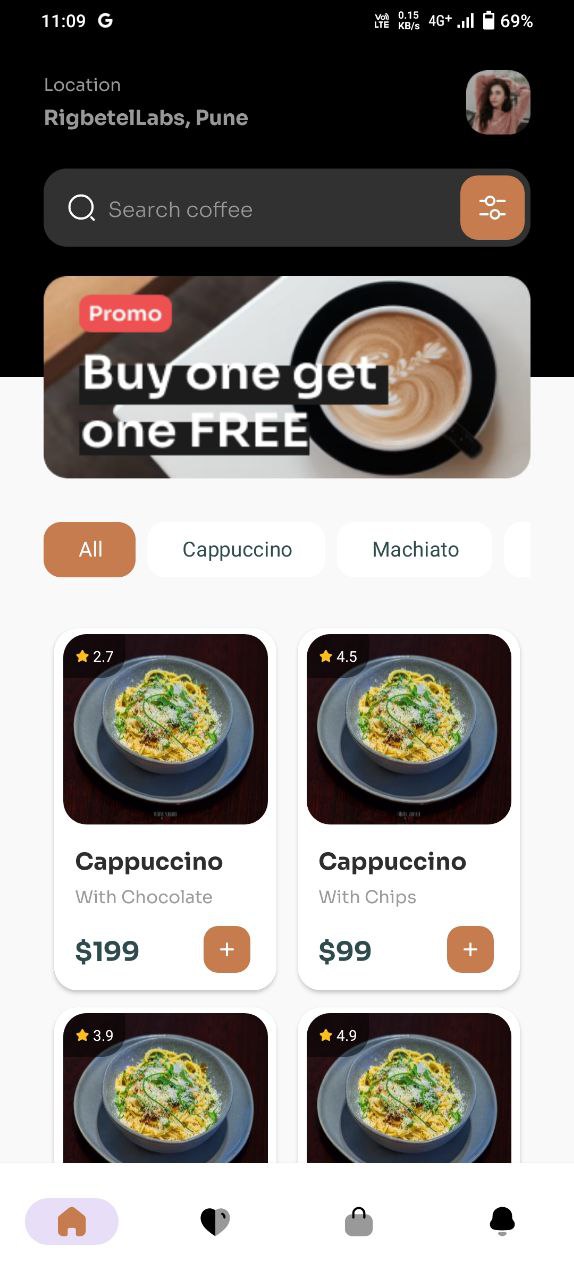 11:09 G Vo) LTE 0.15 KB/s 4G+ 69%
Location
RigbetelLabs, Pune
Search coffee
Promo
Buy one get
one FREE
All Cappuccino Machiato
2.7 4.5
Cappuccino Cappuccino
With Chocolate With Chips
$199 + $99 +
3.9 4.9